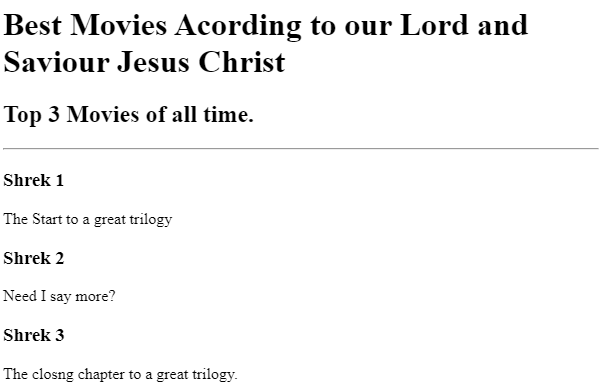 Best Movies Acording to our Lord and
Saviour Jesus Christ
Top 3 Movies of all time.
Shrek 1
The Start to a great trilogy
Shrek 2
Need I say more?
Shrek 3
The closng chapter to a great trilogy.